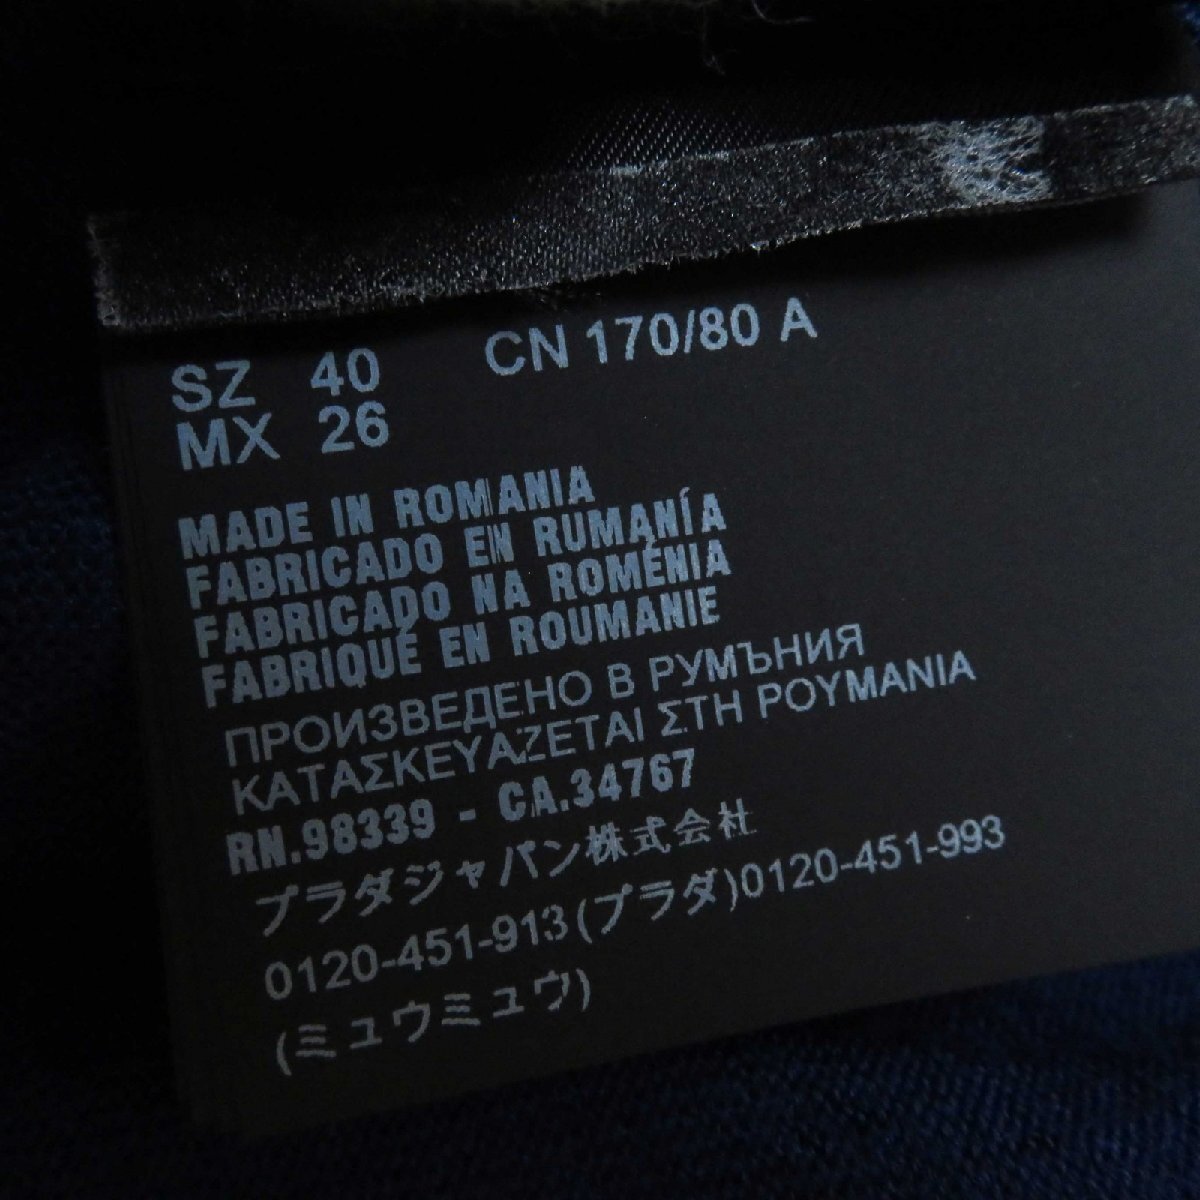 SZ 40 CN 170/80 A
MX 26
MADE IN ROMANIA
FABRICADO EN RUMANÍA
FABRICADO NA ROMÉNIA
FABRIQUÉ EN ROUMANIE
ПРОИЗВЕДЕНО В РУМЪНИЯ
ΚΑΤΑΣΚΕΥΑΖΕΤΑΙ ΣΤΗ ΡΟΥΜΑΝΙΑ
RN.98339 - CA.34767
プラダジャパン株式会社
0120-451-913(プラダ)0120-451-993
(ミュウミュウ)